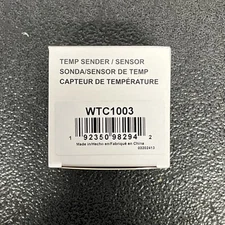 TEMP SENDER / SENSOR
SONDA/SENSOR DE TEMP
CAPTEUR DE TEMPÉRATURE
WTC1003
1 92350 98294 2
Made in/Hecho en/Fabriqué en China